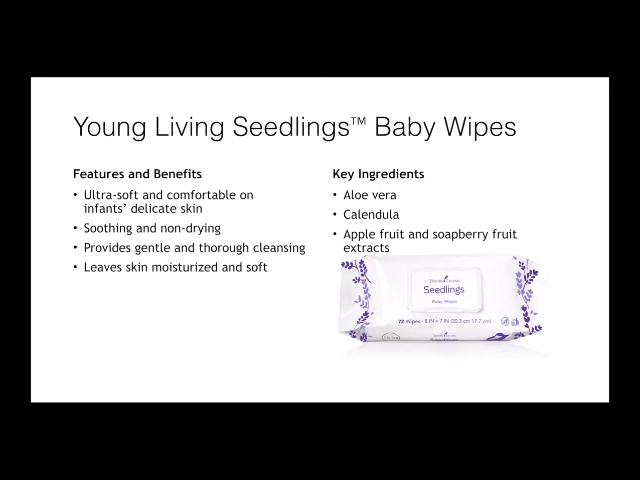 Young Living Seedlings™ Baby Wipes
Features and Benefits
• Ultra-soft and comfortable on
infants’ delicate skin
• Soothing and non-drying
• Provides gentle and thorough cleansing
• Leaves skin moisturized and soft
Key Ingredients
• Aloe vera
• Calendula
• Apple fruit and soapberry fruit
extracts
Young Living
Seedlings
Baby Wipes
72 Wipes - 8 IN x 7 IN (20.3 cm 17.7 cm)